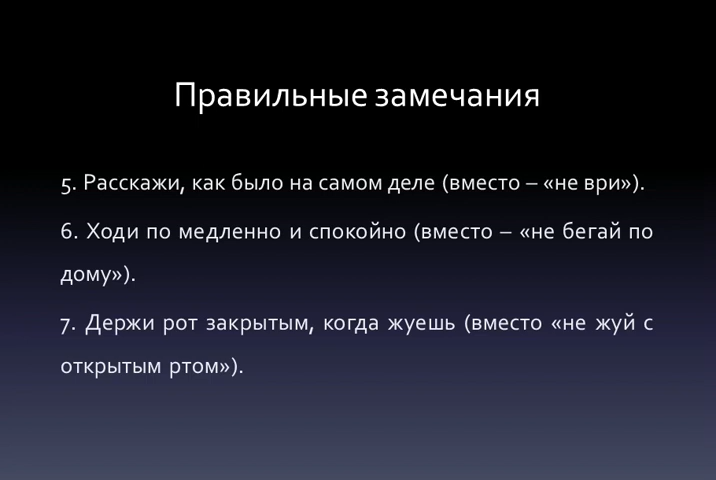 Правильные замечания
5. Расскажи, как было на самом деле (вместо – «не ври»).
6. Ходи по медленно и спокойно (вместо – «не бегай по
дому»).
7. Держи рот закрытым, когда жуешь (вместо «не жуй с
открытым ртом»).